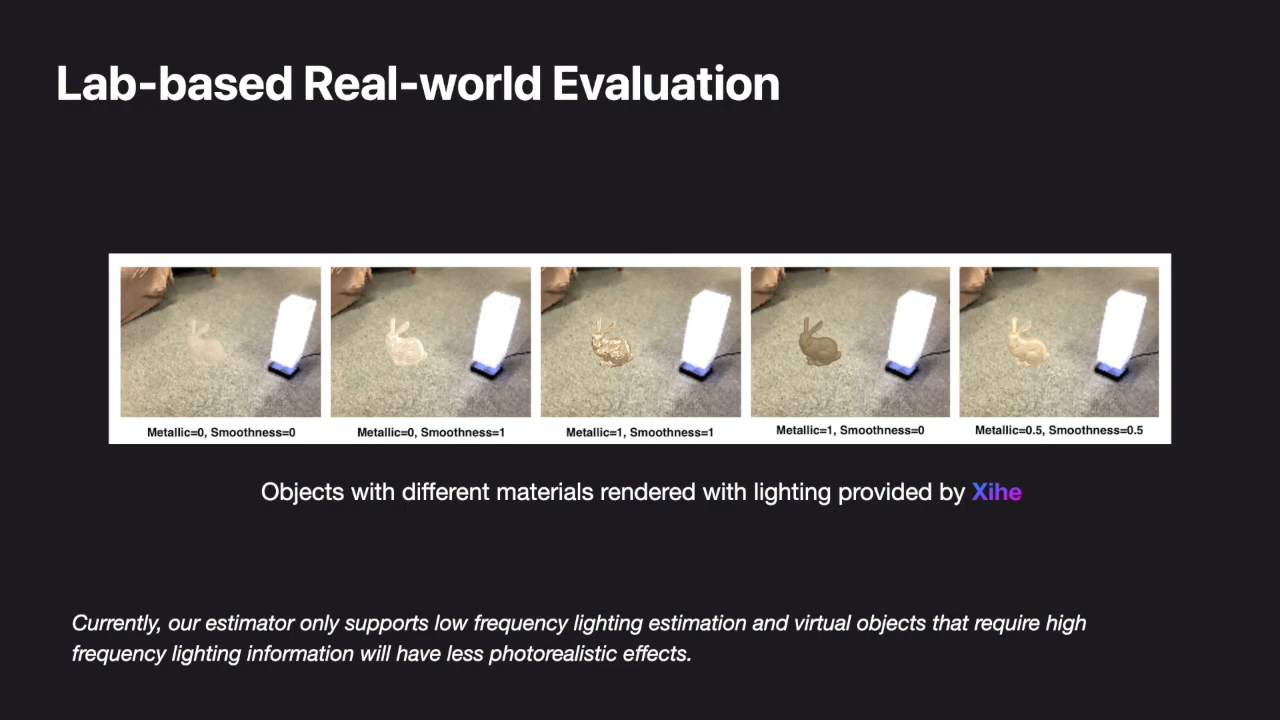 Lab-based Real-world Evaluation
Metallic=0, Smoothness=0
Metallic=0, Smoothness=1
Metallic=1, Smoothness=1
Metallic=1, Smoothness=0
Metallic=0.5, Smoothness=0.5
Objects with different materials rendered with lighting provided by Xihe
Currently, our estimator only supports low frequency lighting estimation and virtual objects that require high
frequency lighting information will have less photorealistic effects.